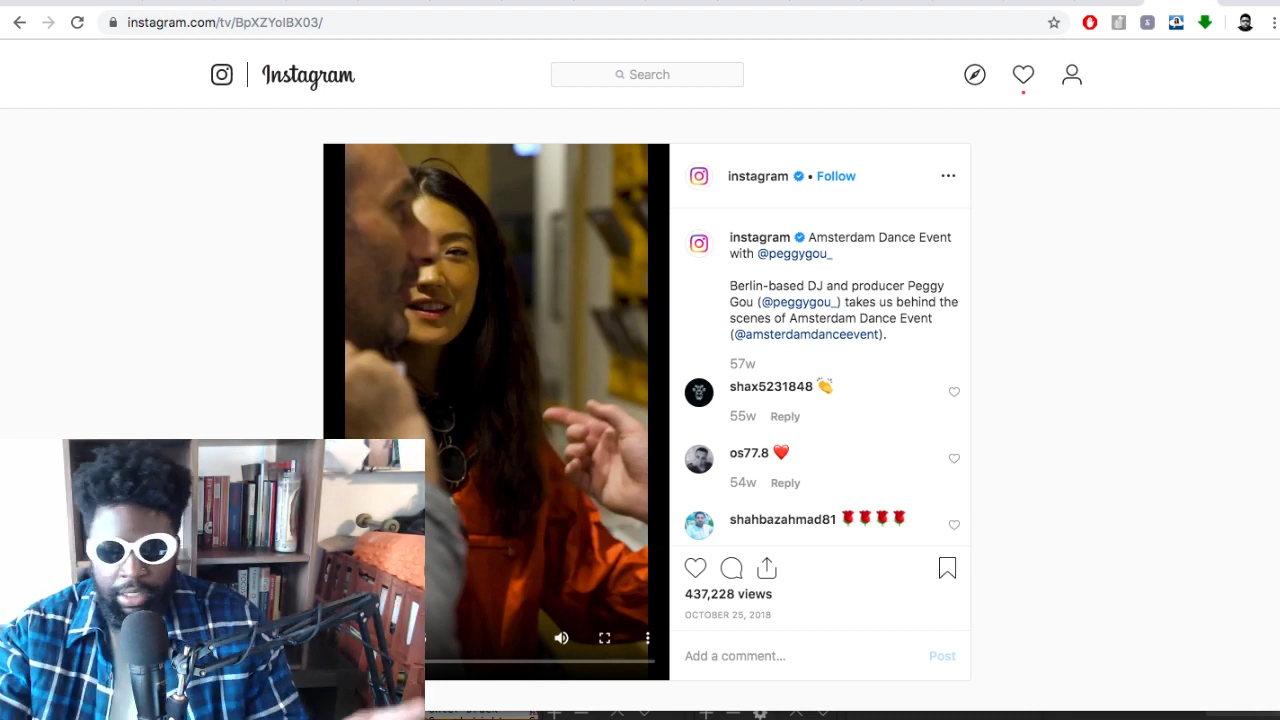 instagram.com/tv/BpXZYolBX03/
Instagram
Search
instagram • Follow
instagram Amsterdam Dance Event
with @peggygou_
Berlin-based DJ and producer Peggy
Gou (@peggygou_) takes us behind the
scenes of Amsterdam Dance Event
(@amsterdamdanceevent).
57w
shax5231848 👏
55w Reply
os77.8 ❤️
54w Reply
shahbazahmad81 🌹🌹🌹🌹
437,228 views
OCTOBER 25, 2018
Add a comment...
Post